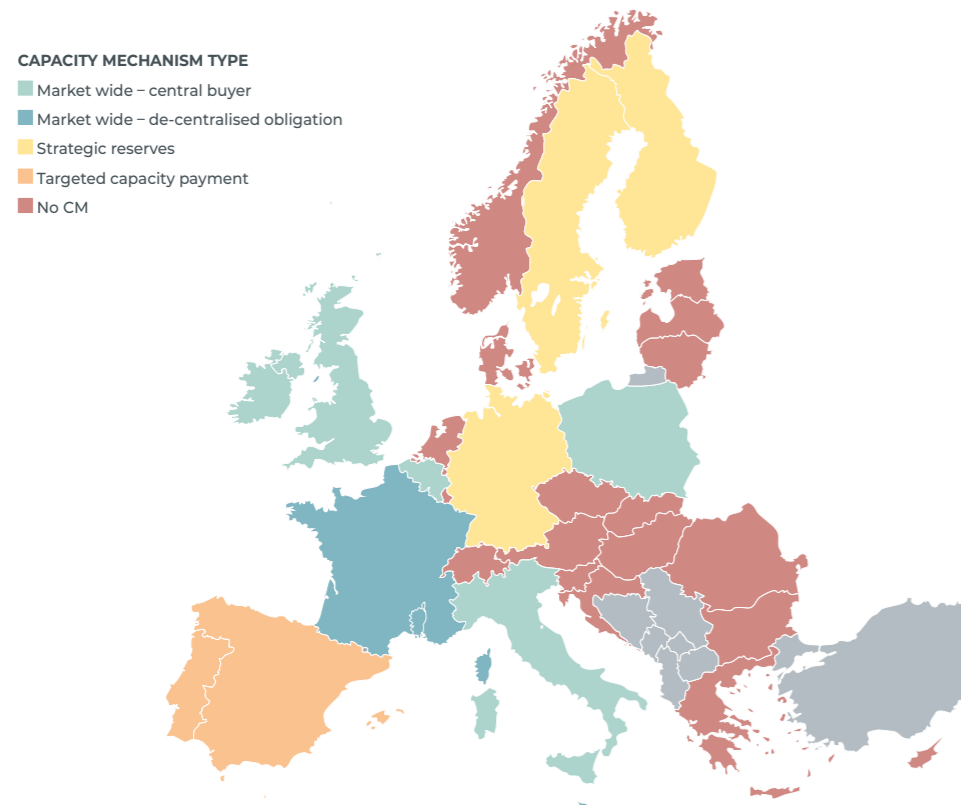 CAPACITY MECHANISM TYPE
Market wide – central buyer
Market wide – de-centralised obligation
Strategic reserves
Targeted capacity payment
No CM